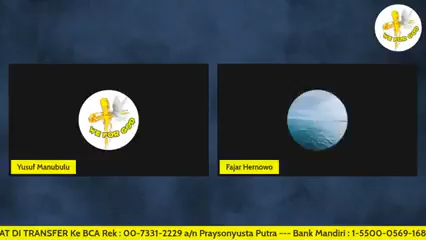 WE FOR GOD
WE FOR GOD
Yusuf Manubulu
Fajar Hernowo
AT DI TRANSFER Ke BCA Rek : 00-7331-2229 a/n Praysonyusta Putra --- Bank Mandiri : 1-5500-0569-168